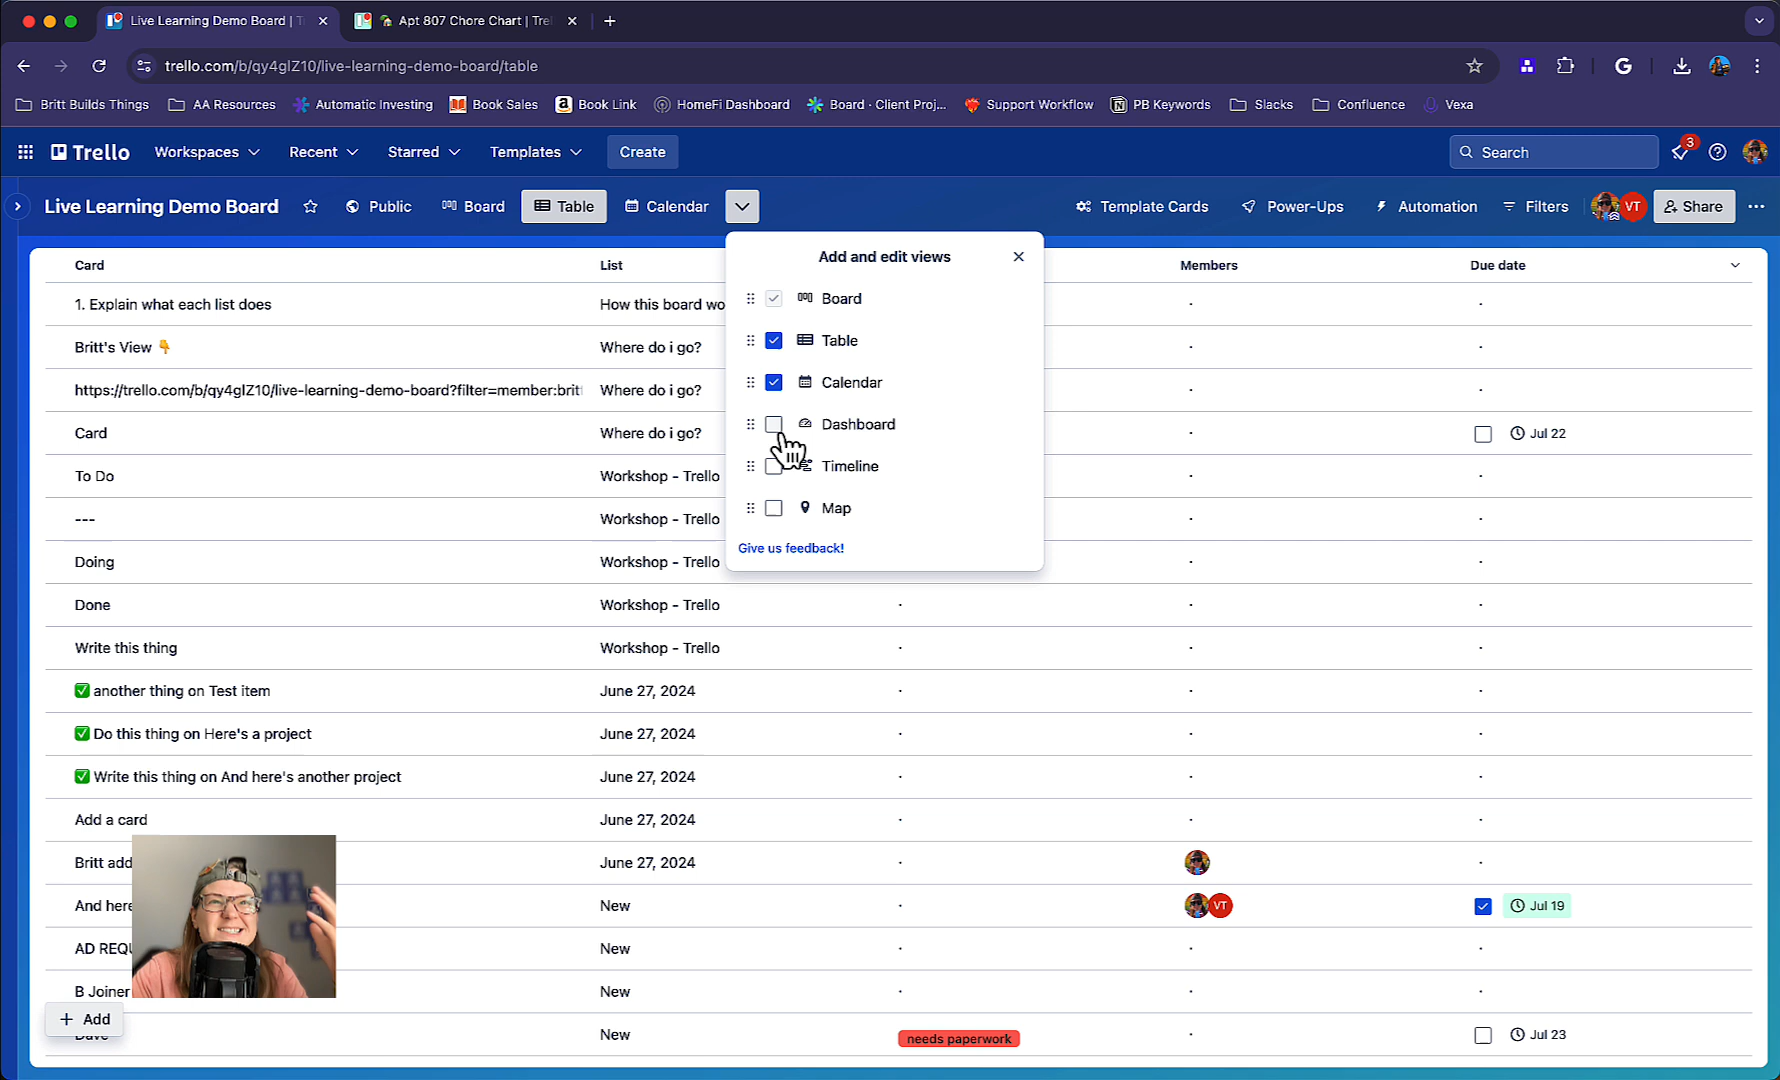 Live Learning Demo Board | T
Apt 807 Chore Chart | Trel
trello.com/b/qy4glZ10/live-learning-demo-board/table
G
Britt Builds Things
AA Resources
Automatic Investing
Book Sales
Book Link
HomeFi Dashboard
Board · Client Proj...
Support Workflow
PB Keywords
Slacks
Confluence
Vexa
Trello
Workspaces
Recent
Starred
Templates
Create
Search
3
Live Learning Demo Board
Public
Board
Table
Calendar
Template Cards
Power-Ups
Automation
Filters
VT
Share
Add and edit views
Board
Table
Calendar
Dashboard
Timeline
Map
Give us feedback!
Card List Members Due date
1. Explain what each list does How this board wo
Britt's View 👇 Where do i go?
https://trello.com/b/qy4glZ10/live-learning-demo-board?filter=member:brit Where do i go?
Card Where do i go? Jul 22
To Do Workshop - Trello
--- Workshop - Trello
Doing Workshop - Trello
Done Workshop - Trello
Write this thing Workshop - Trello
✅ another thing on Test item June 27, 2024
✅ Do this thing on Here's a project June 27, 2024
✅ Write this thing on And here's another project June 27, 2024
Add a card June 27, 2024
Britt add June 27, 2024
And here New VT Jul 19
AD REQU New
B Joiner New
+ Add
Dave New needs paperwork Jul 23